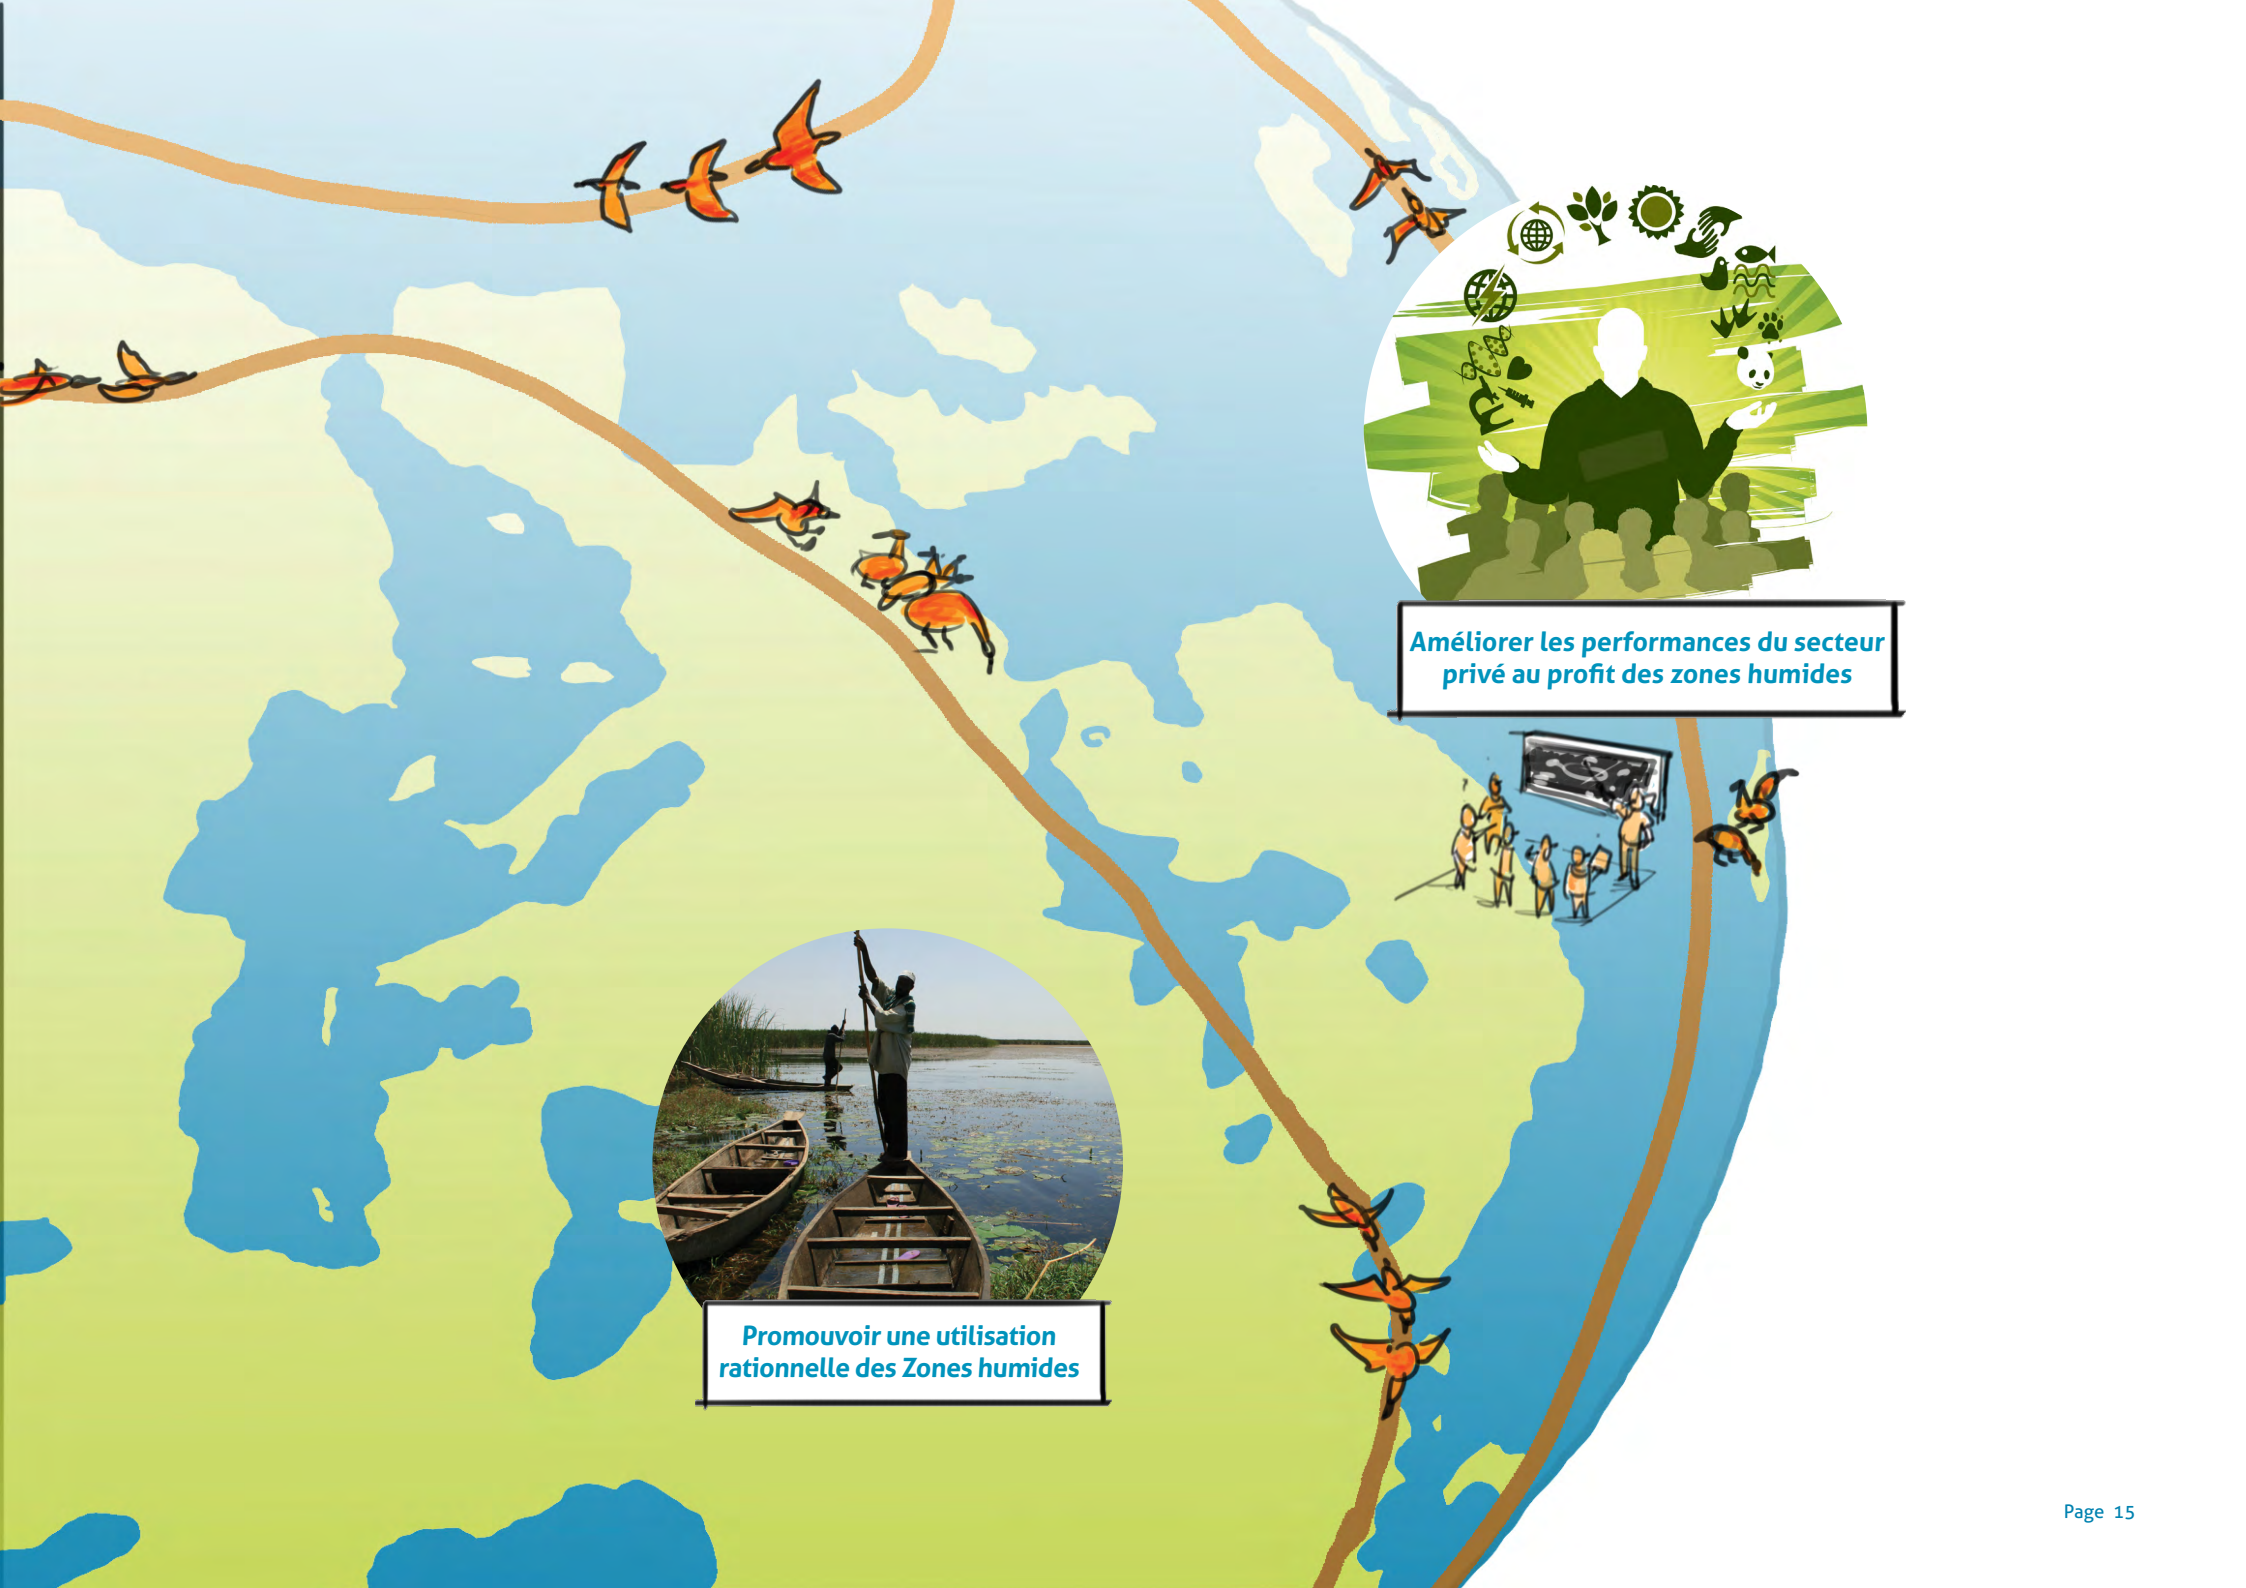 Améliorer les performances du secteur
privé au profit des zones humides
Promouvoir une utilisation
rationnelle des Zones humides
Page 15